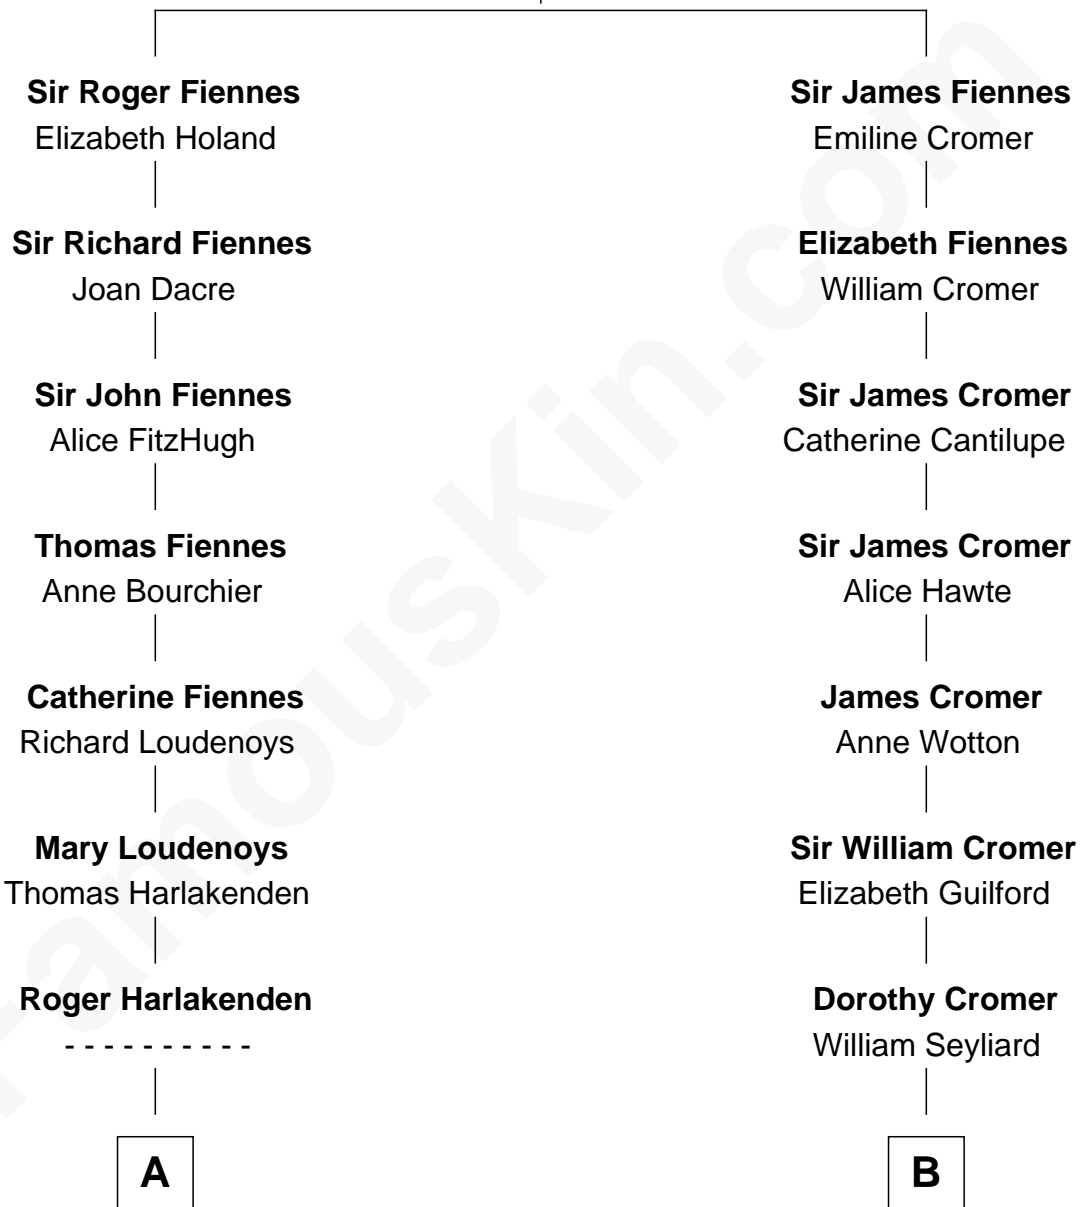 Sir Roger Fiennes
Elizabeth Holand
Sir Richard Fiennes
Joan Dacre
Sir John Fiennes
Alice FitzHugh
Thomas Fiennes
Anne Bourchier
Catherine Fiennes
Richard Loudenoys
Mary Loudenoys
Thomas Harlakenden
Roger Harlakenden
- - - - - - - - - -
A
Sir James Fiennes
Emiline Cromer
Elizabeth Fiennes
William Cromer
Sir James Cromer
Catherine Cantilupe
Sir James Cromer
Alice Hawte
James Cromer
Anne Wotton
Sir William Cromer
Elizabeth Guilford
Dorothy Cromer
William Seyliard
B
FamousKin.com